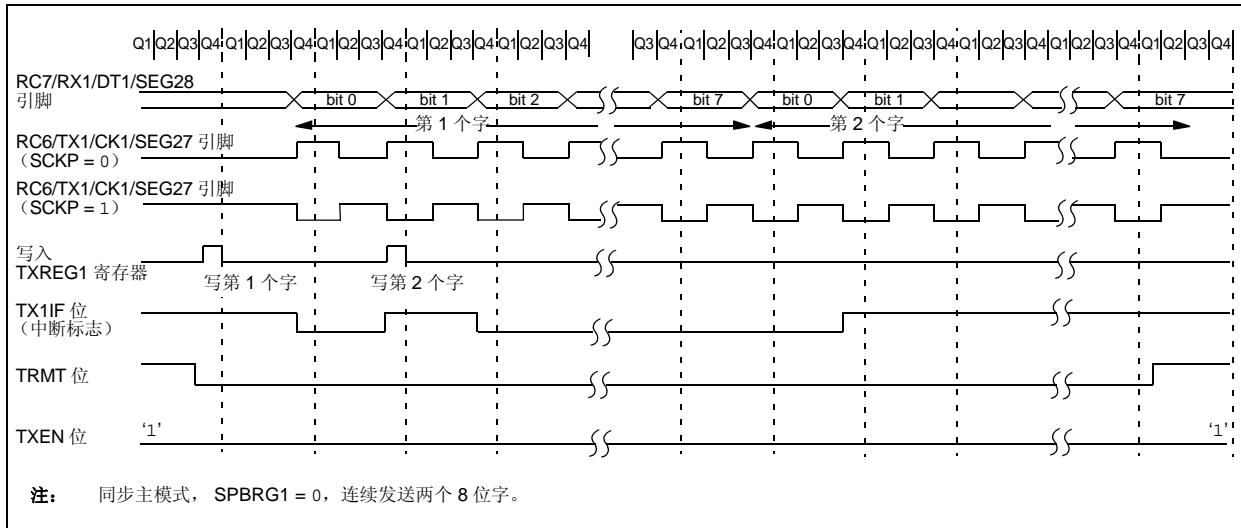 Q1 Q2 Q3 Q4 Q1 Q2 Q3 Q4 Q1 Q2 Q3 Q4 Q1 Q2 Q3 Q4 Q1 Q2 Q3 Q4 Q3 Q4 Q1 Q2 Q3 Q4 Q1 Q2 Q3 Q4 Q1 Q2 Q3 Q4 Q1 Q2 Q3 Q4 Q1 Q2 Q3 Q4 Q1 Q2 Q3 Q4
RC7/RX1/DT1/SEG28
引脚
bit 0 bit 1 bit 2 bit 7 bit 0 bit 1 bit 7
第 1 个字 第 2 个字
RC6/TX1/CK1/SEG27 引脚
（SCKP = 0）
RC6/TX1/CK1/SEG27 引脚
（SCKP = 1）
写入
TXREG1 寄存器
写第 1 个字 写第 2 个字
TX1IF 位
（中断标志）
TRMT 位
TXEN 位 ‘1’ ‘1’
注： 同步主模式， SPBRG1 = 0，连续发送两个 8 位字。